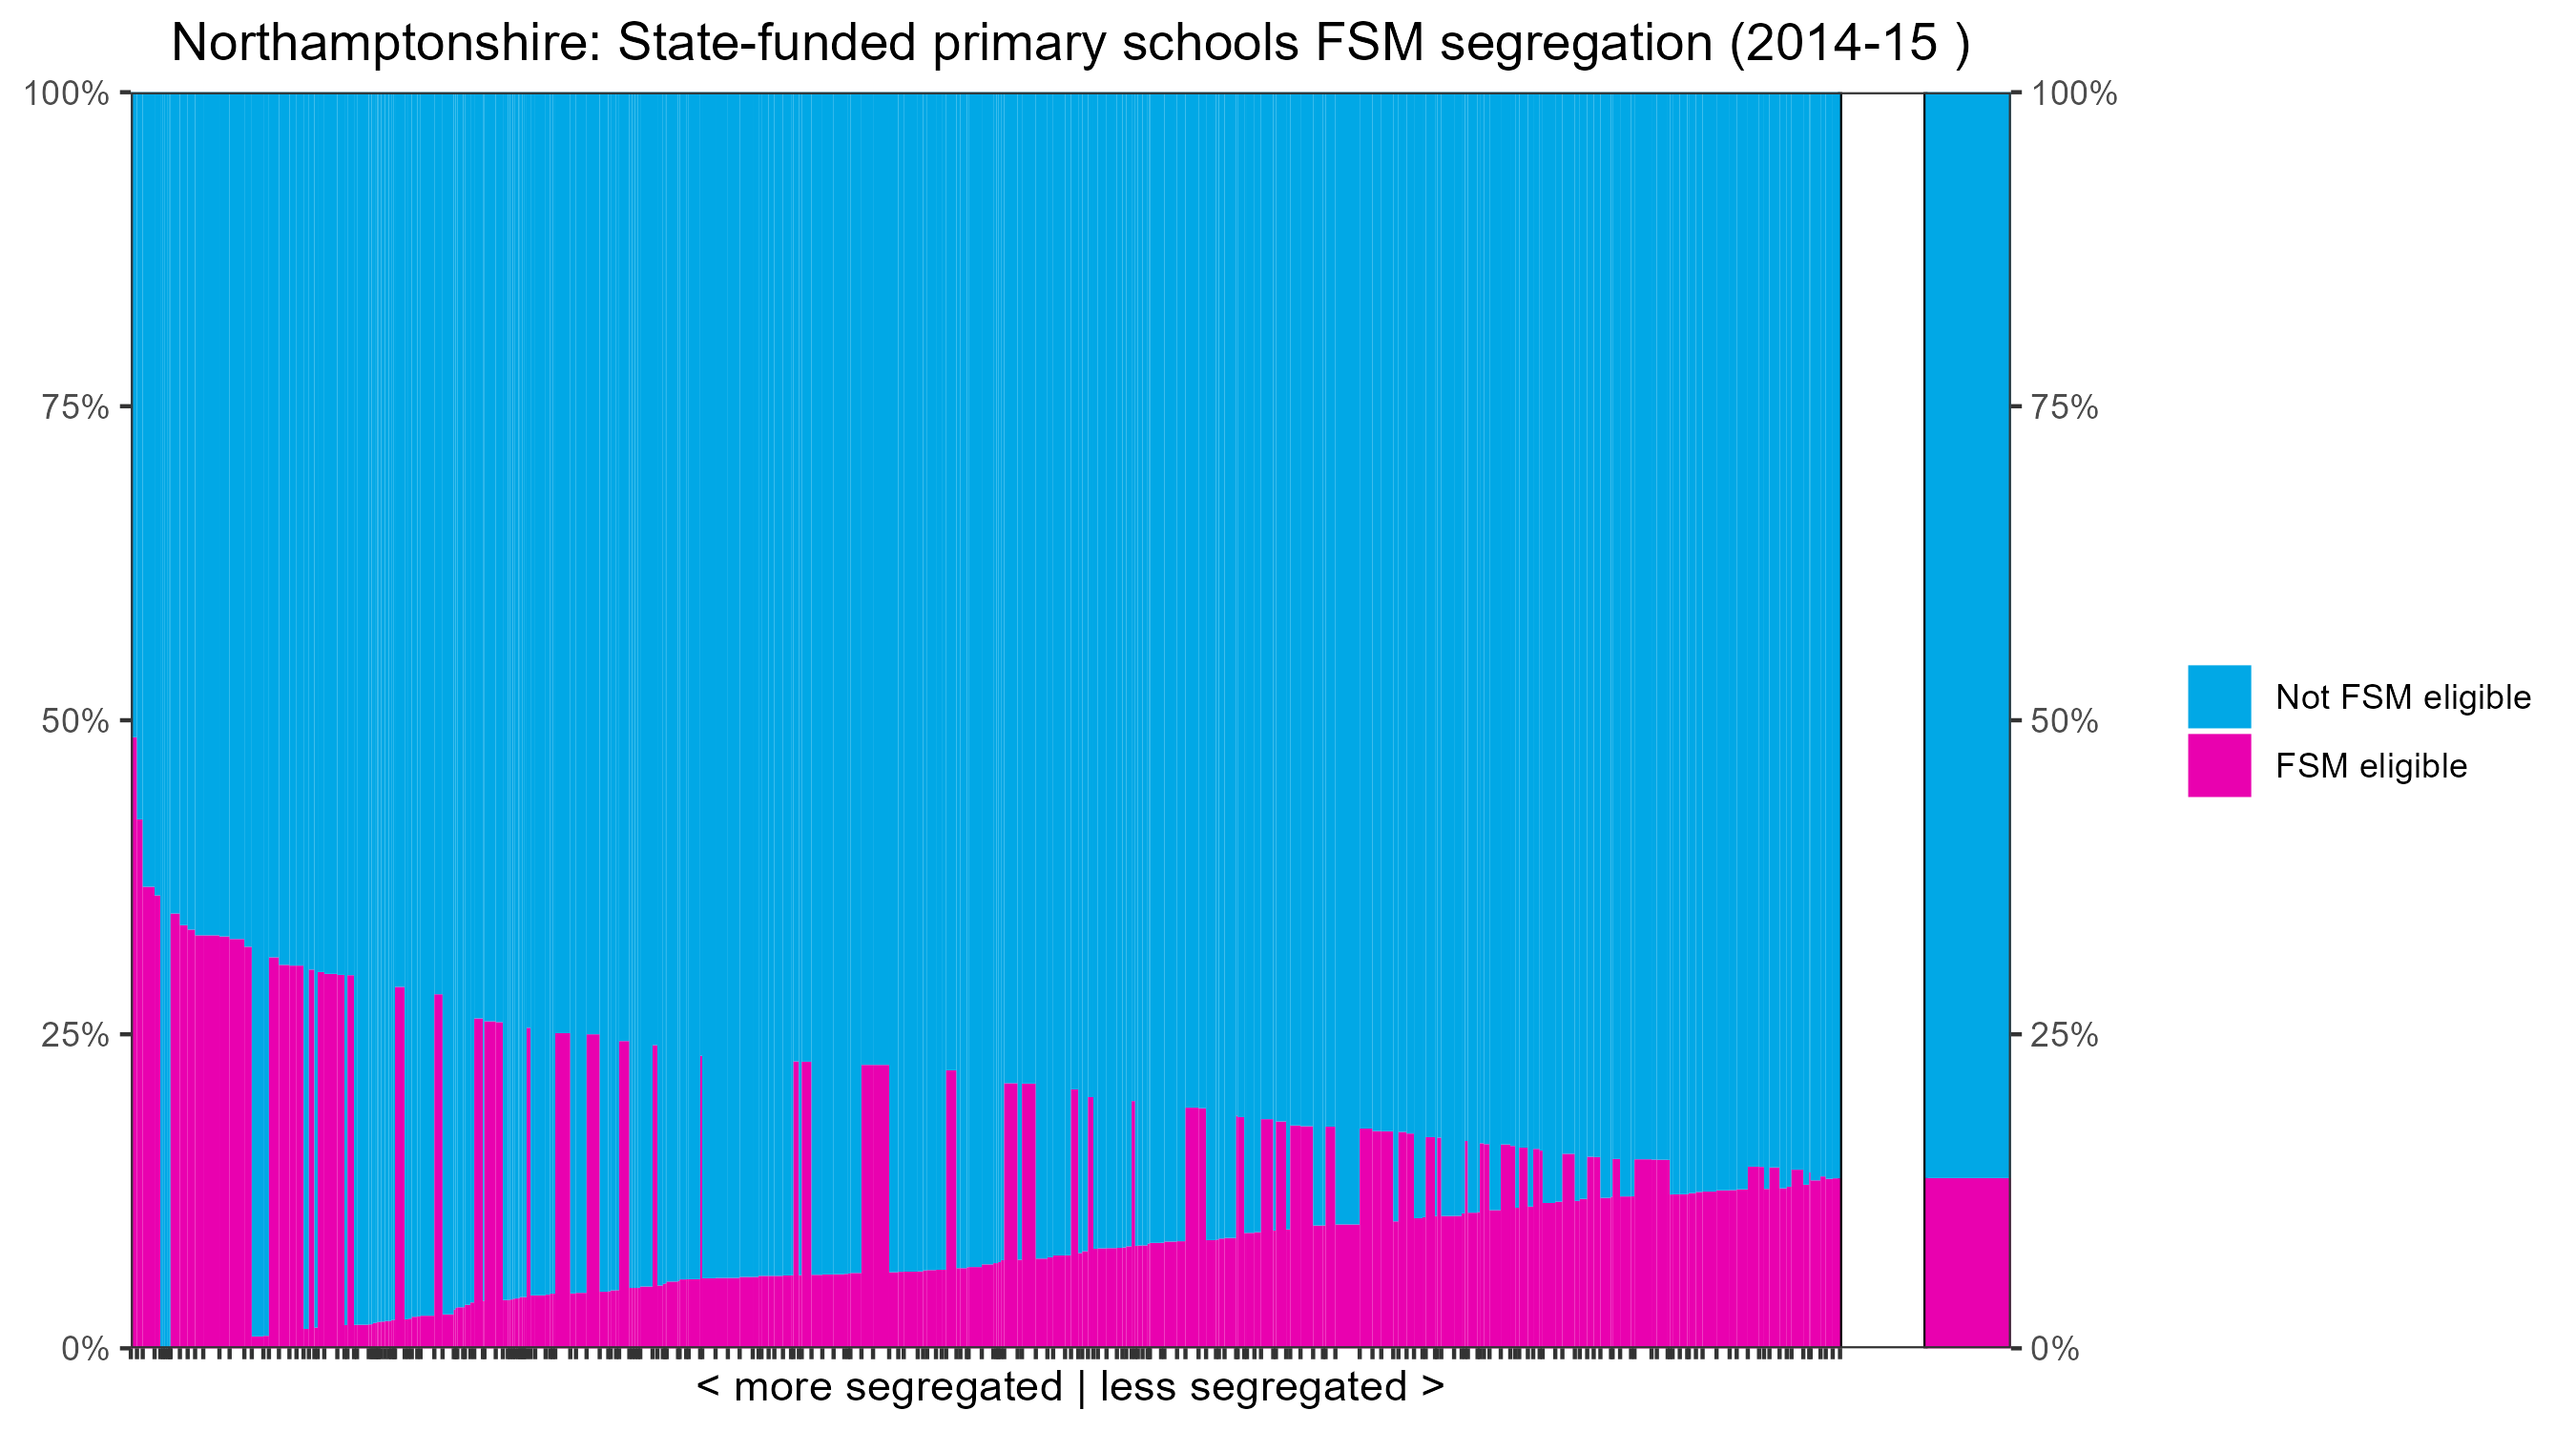 Northamptonshire: State-funded primary schools FSM segregation (2014-15 )
100%
75%
50%
25%
0%
100%
75%
50%
25%
0%
< more segregated | less segregated >
Not FSM eligible
FSM eligible